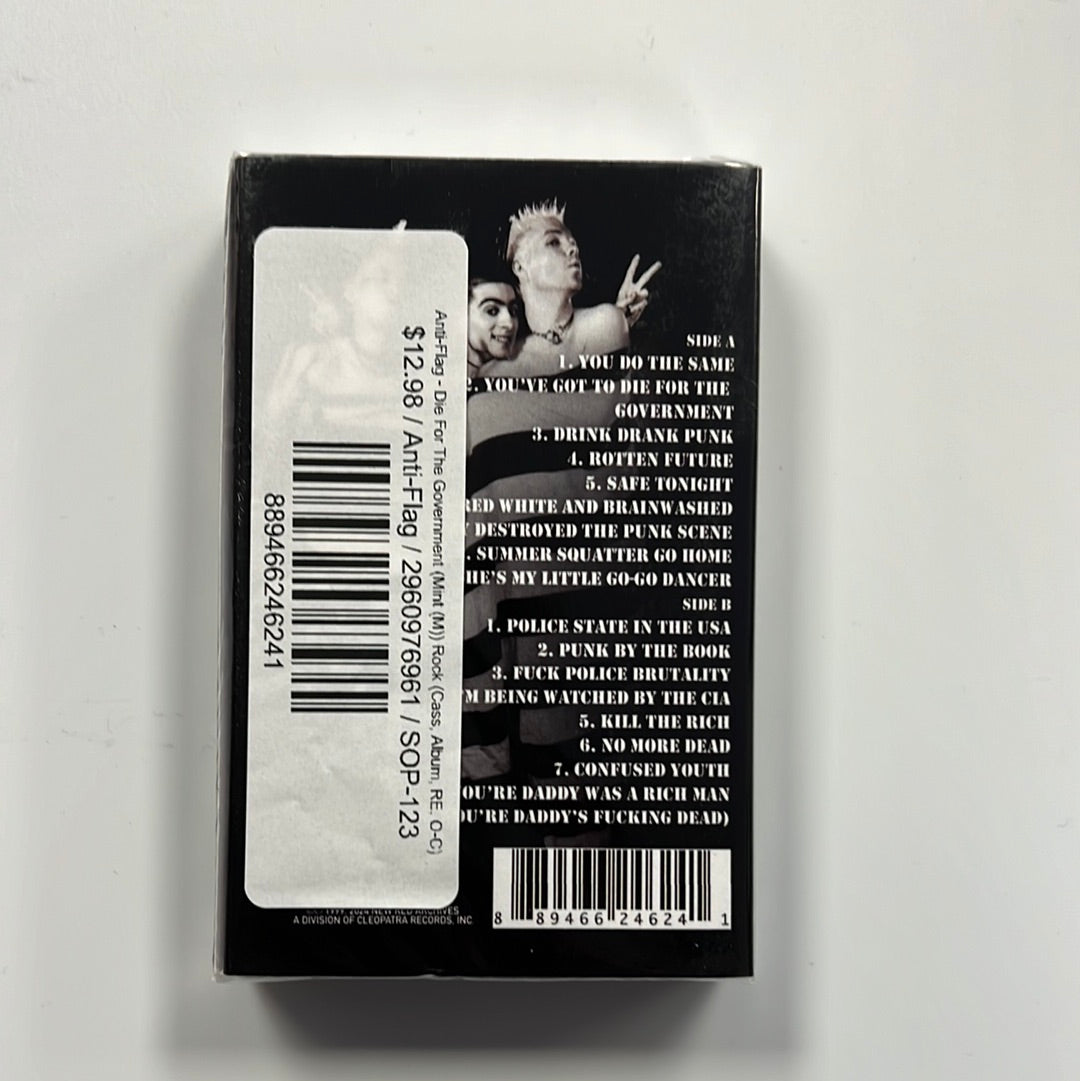 Anti-Flag - Die For The Government (Mint (M)) Rock (Cass, Album, RE, O-C)
$12.98 / Anti-Flag / 2960976961 / SOP-123
889466246241
SIDE A
1. YOU DO THE SAME
2. YOU'VE GOT TO DIE FOR THE
GOVERNMENT
3. DRINK DRANK PUNK
4. ROTTEN FUTURE
5. SAFE TONIGHT
RED WHITE AND BRAINWASHED
DESTROYED THE PUNK SCENE
. SUMMER SQUATTER GO HOME
HE'S MY LITTLE GO-GO DANCER
SIDE B
1. POLICE STATE IN THE USA
2. PUNK BY THE BOOK
3. FUCK POLICE BRUTALITY
'M BEING WATCHED BY THE CIA
5. KILL THE RICH
6. NO MORE DEAD
7. CONFUSED YOUTH
OU'RE DADDY WAS A RICH MAN
OU'RE DADDY'S FUCKING DEAD)
NEW RED ARCHIVES
A DIVISION OF CLEOPATRA RECORDS, INC.
8 89466 24624 1